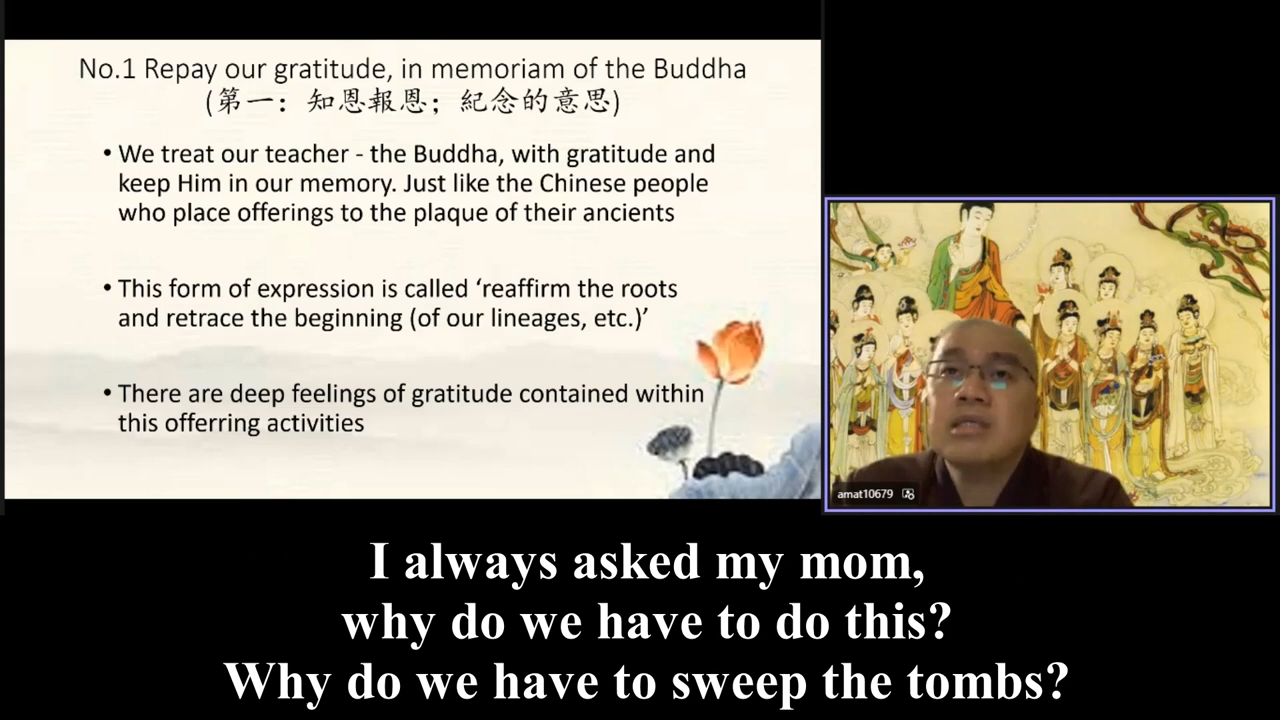 No.1 Repay our gratitude, in memoriam of the Buddha
(第一：知恩報恩；紀念的意思)
• We treat our teacher - the Buddha, with gratitude and
keep Him in our memory. Just like the Chinese people
who place offerings to the plaque of their ancients
• This form of expression is called ‘reaffirm the roots
and retrace the beginning (of our lineages, etc.)’
• There are deep feelings of gratitude contained within
this offerring activities
amat10679
I always asked my mom,
why do we have to do this?
Why do we have to sweep the tombs?